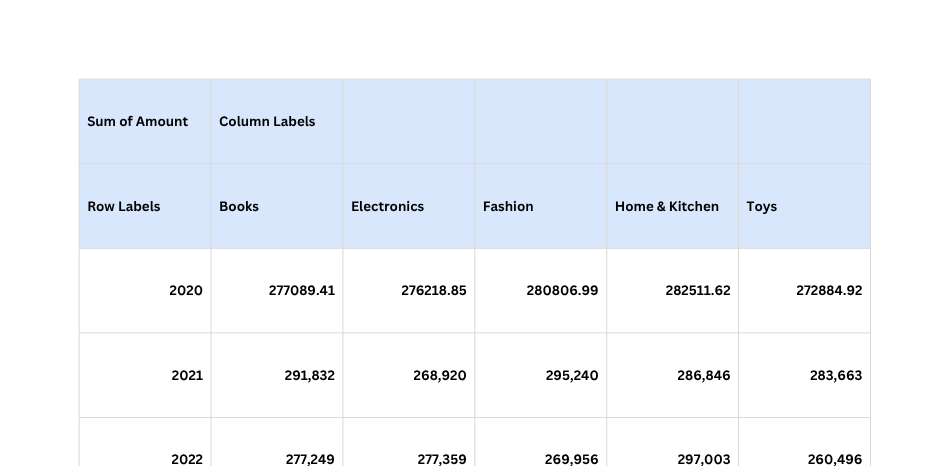 Sum of Amount Column Labels
Row Labels Books Electronics Fashion Home & Kitchen Toys
2020 277089.41 276218.85 280806.99 282511.62 272884.92
2021 291,832 268,920 295,240 286,846 283,663
2022 277,249 277,359 269,956 297,003 260,496